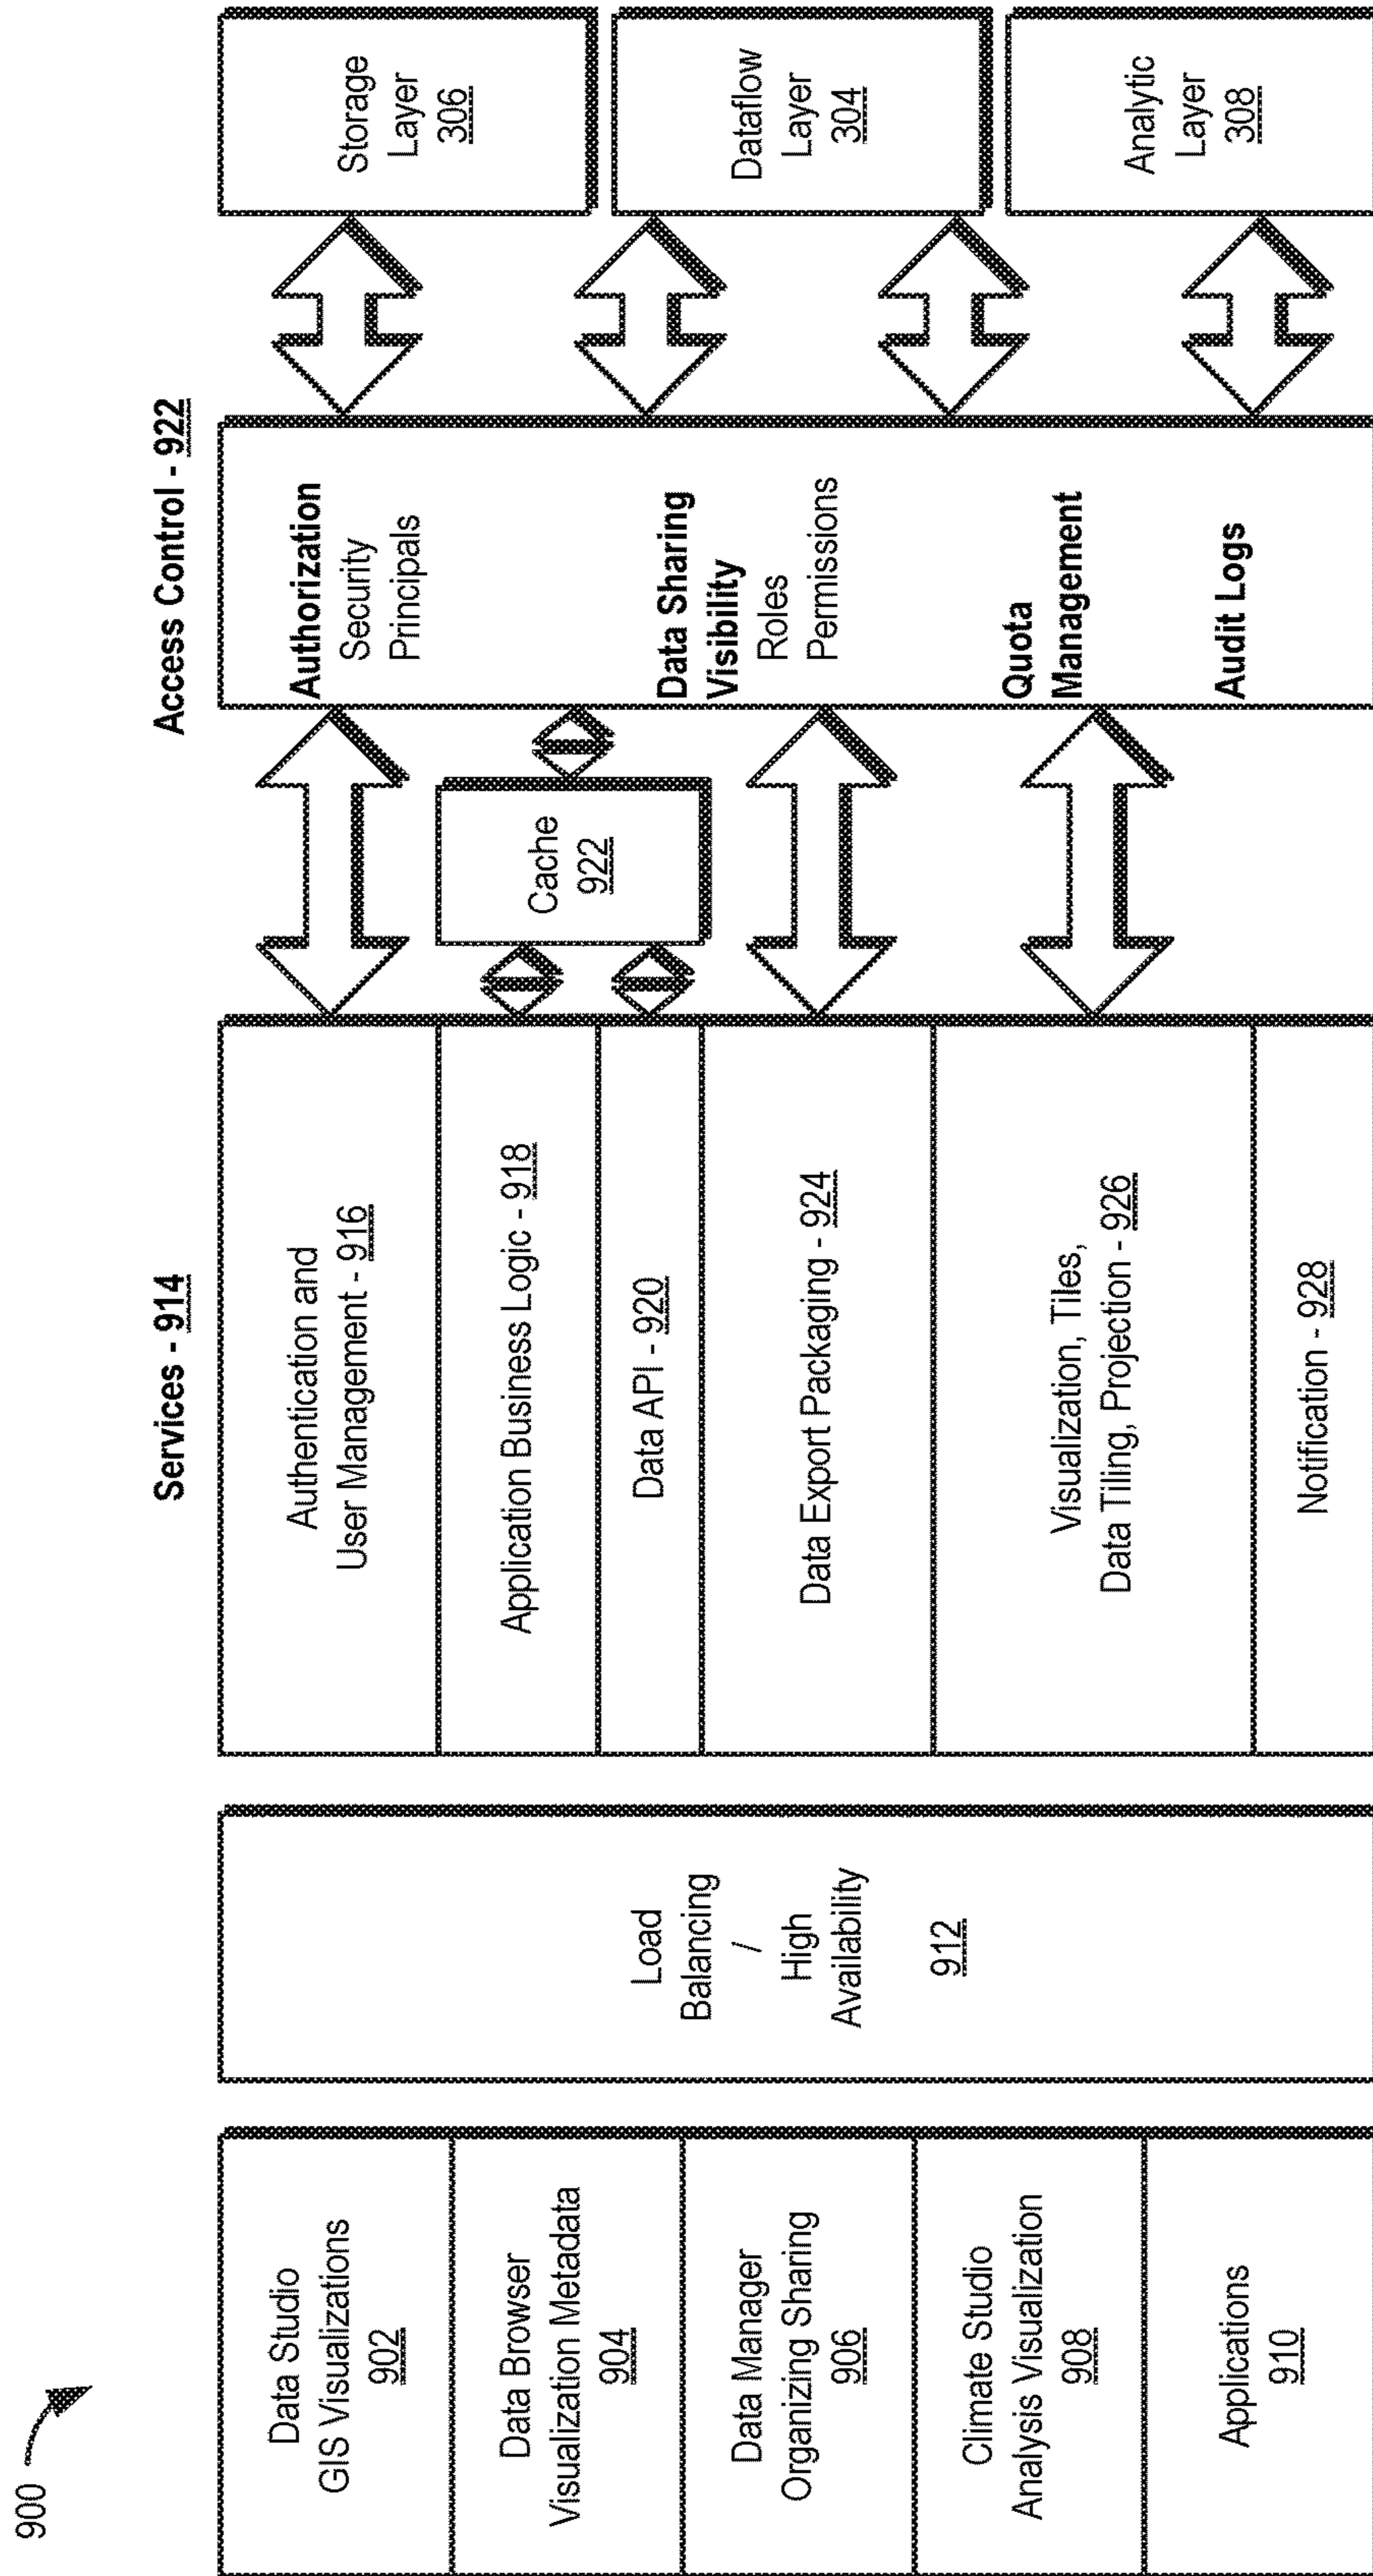 900
Data Studio
GIS Visualizations
902
Data Browser
Visualization Metadata
904
Data Manager
Organizing Sharing
906
Climate Studio
Analysis Visualization
908
Applications
910
Load
Balancing
/
High
Availability
912
Services - 914
Authentication and
User Management - 916
Application Business Logic - 918
Data API - 920
Data Export Packaging - 924
Visualization, Tiles,
Data Tiling, Projection - 926
Notification - 928
Cache
922
Access Control - 922
Authorization
Security
Principals
Data Sharing
Visibility
Roles
Permissions
Quota
Management
Audit Logs
Storage
Layer
306
Dataflow
Layer
304
Analytic
Layer
308